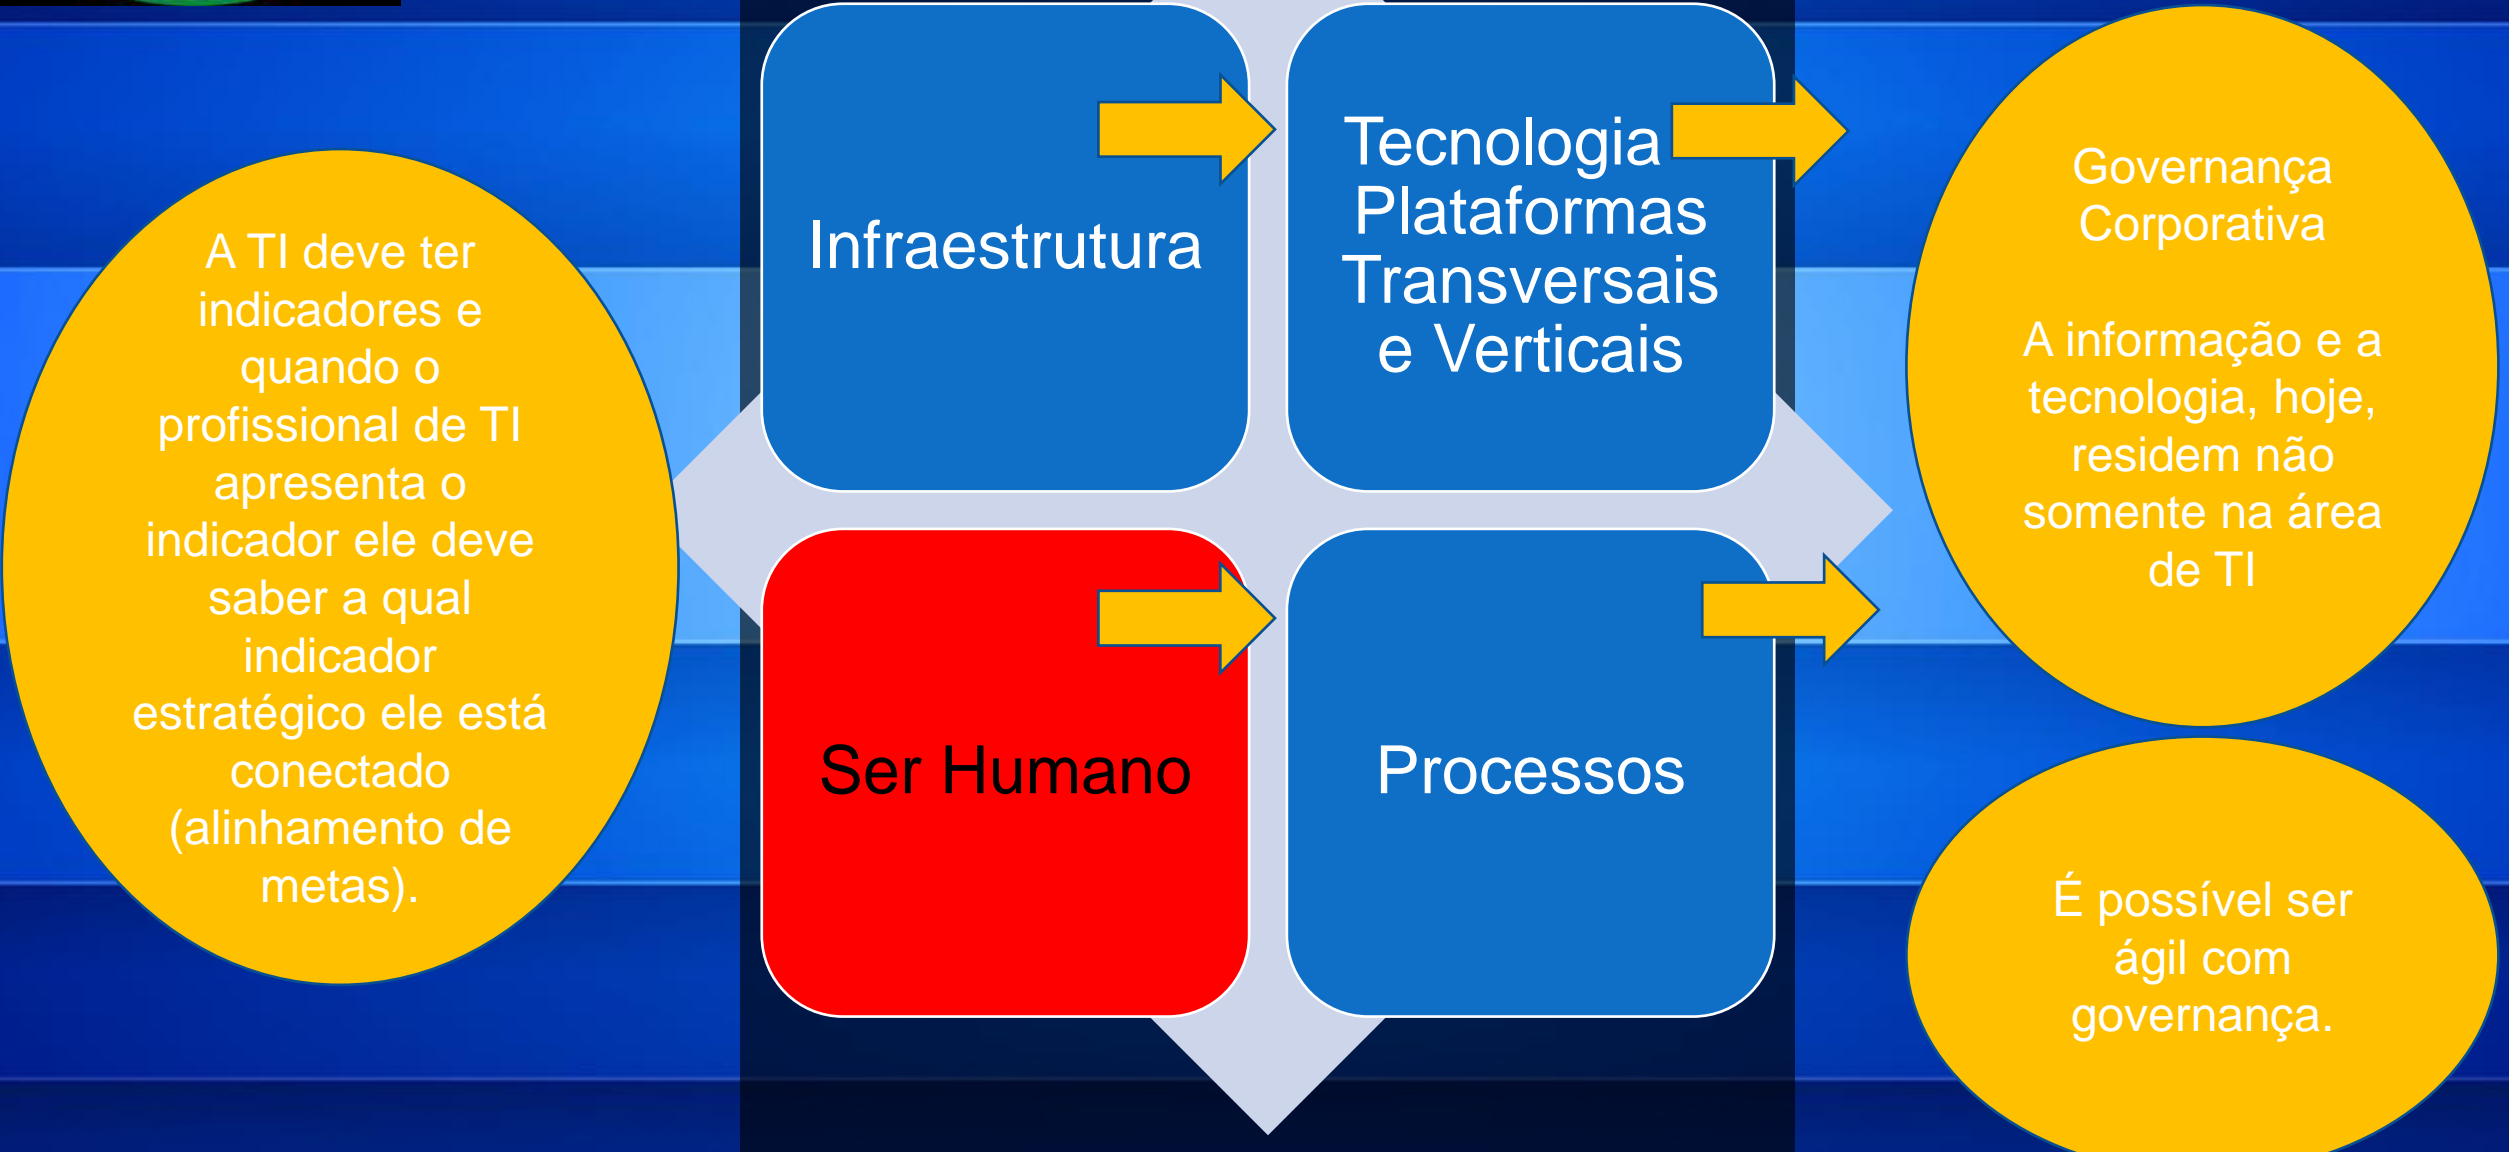 A TI deve ter
indicadores e
quando o
profissional de TI
apresenta o
indicador ele deve
saber a qual
indicador
estratégico ele está
conectado
(alinhamento de
metas).
Infraestrutura
Tecnologia
Plataformas
Transversais
e Verticais
Ser Humano
Processos
Governança
Corporativa
A informação e a
tecnologia, hoje,
residem não
somente na área
de TI
É possível ser
ágil com
governança.